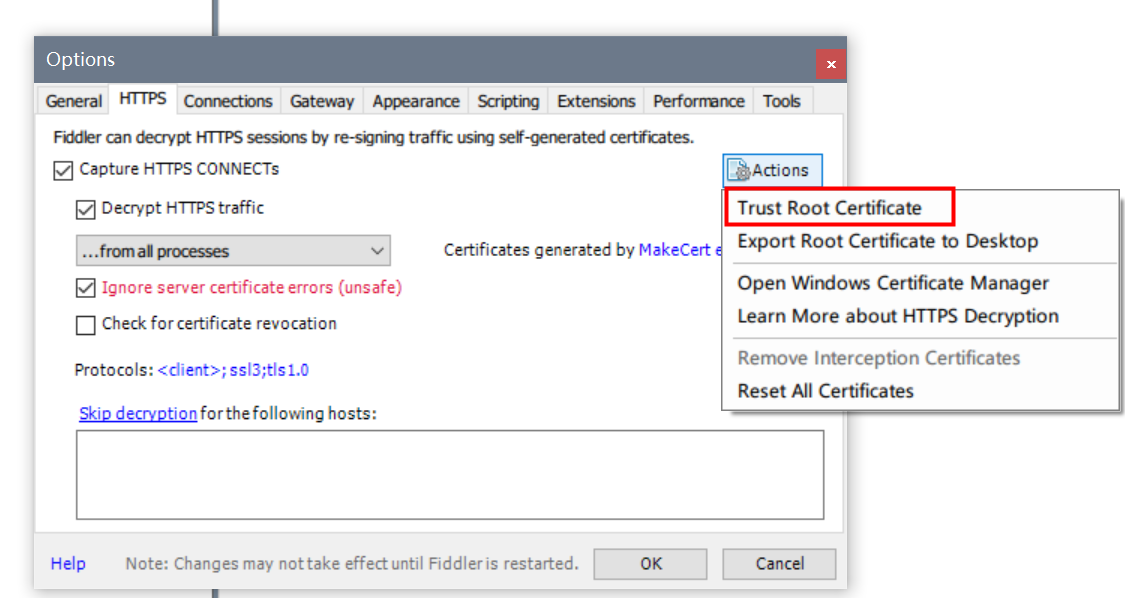 Options
General HTTPS Connections Gateway Appearance Scripting Extensions Performance Tools
Fiddler can decrypt HTTPS sessions by re-signing traffic using self-generated certificates.
Capture HTTPS CONNECTs
Actions
Decrypt HTTPS traffic
Trust Root Certificate
...from all processes
Certificates generated by MakeCert e
Export Root Certificate to Desktop
Ignore server certificate errors (unsafe)
Open Windows Certificate Manager
Check for certificate revocation
Learn More about HTTPS Decryption
Protocols: <client>; ssl3;tls1.0
Remove Interception Certificates
Reset All Certificates
Skip decryption for the following hosts:
Help
Note: Changes may not take effect until Fiddler is restarted.
OK
Cancel